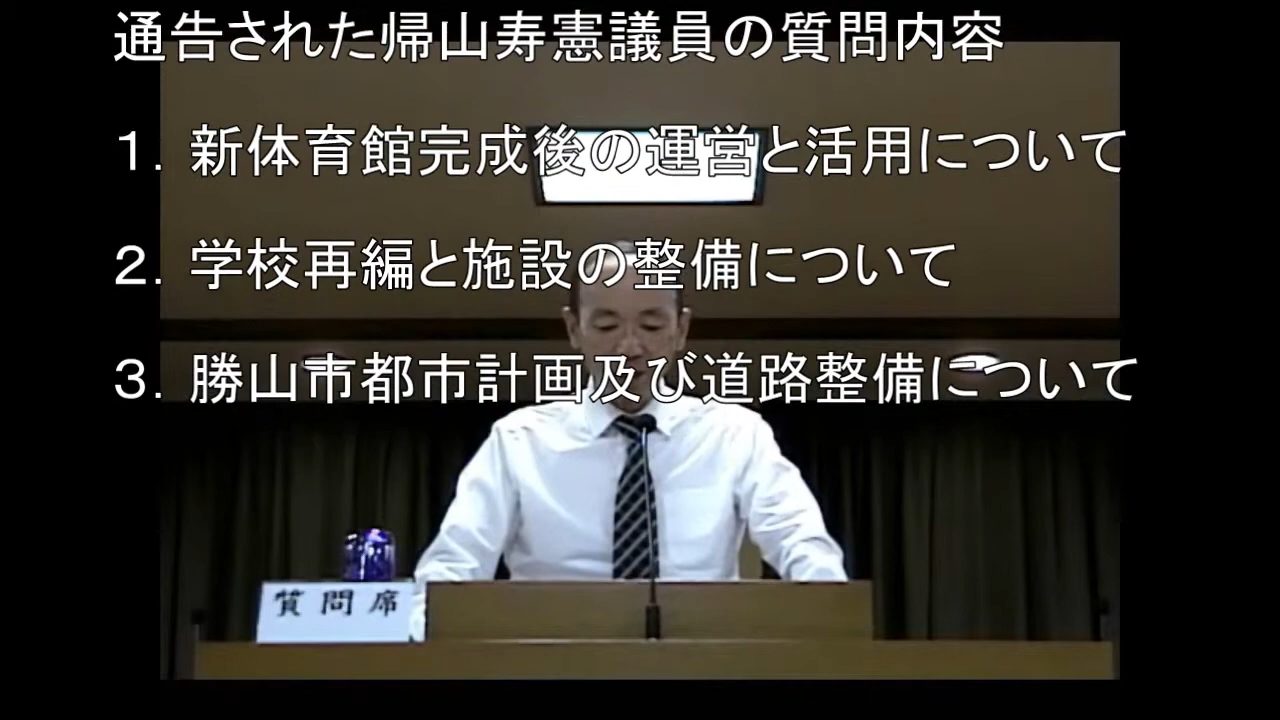 通告された帰山寿憲議員の質問内容
１．新体育館完成後の運営と活用について
２．学校再編と施設の整備について
３．勝山市都市計画及び道路整備について
質問席